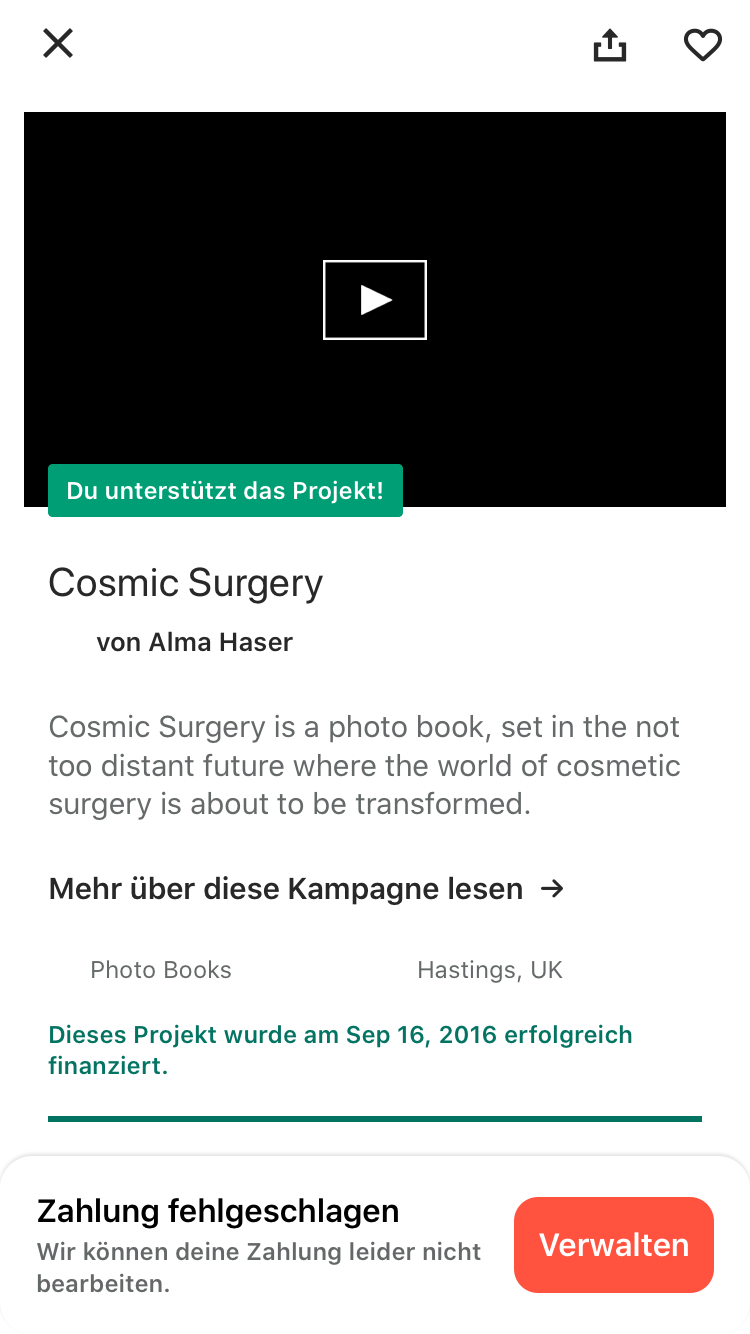 Du unterstützt das Projekt!
Cosmic Surgery
von Alma Haser
Cosmic Surgery is a photo book, set in the not
too distant future where the world of cosmetic
surgery is about to be transformed.
Mehr über diese Kampagne lesen →
Photo Books
Hastings, UK
Dieses Projekt wurde am Sep 16, 2016 erfolgreich
finanziert.
Zahlung fehlgeschlagen
Wir können deine Zahlung leider nicht
bearbeiten.
Verwalten